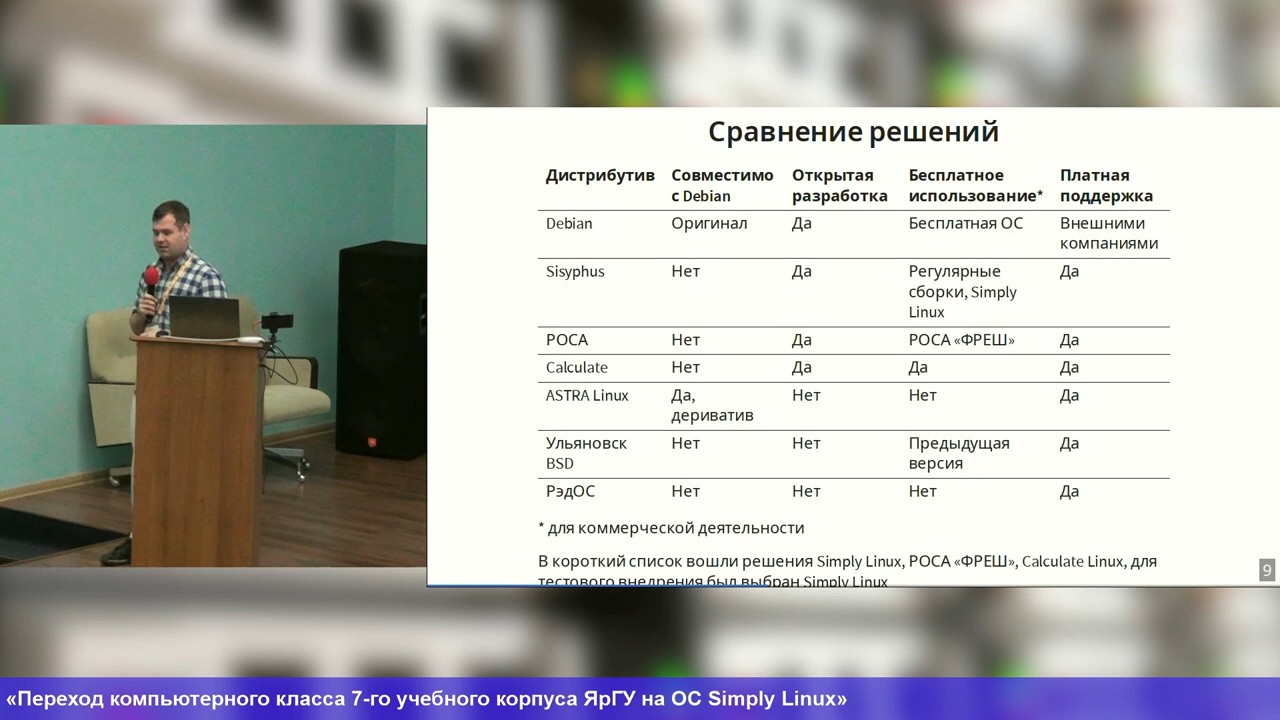 Сравнение решений
Дистрибутив Совместимо с Debian Открытая разработка Бесплатное использование* Платная поддержка
Debian Оригинал Да Бесплатная ОС Внешними компаниями
Sisyphus Нет Да Регулярные сборки, Simply Linux Да
РОСА Нет Да РОСА «ФРЕШ» Да
Calculate Нет Да Да Да
ASTRA Linux Да, дериватив Нет Нет Да
Ульяновск BSD Нет Нет Предыдущая версия Да
РэдОС Нет Нет Нет Да
* для коммерческой деятельности
В короткий список вошли решения Simply Linux, РОСА «ФРЕШ», Calculate Linux, для
тестового внедрения был выбран Simply Linux
9
«Переход компьютерного класса 7-го учебного корпуса ЯрГУ на ОС Simply Linux»